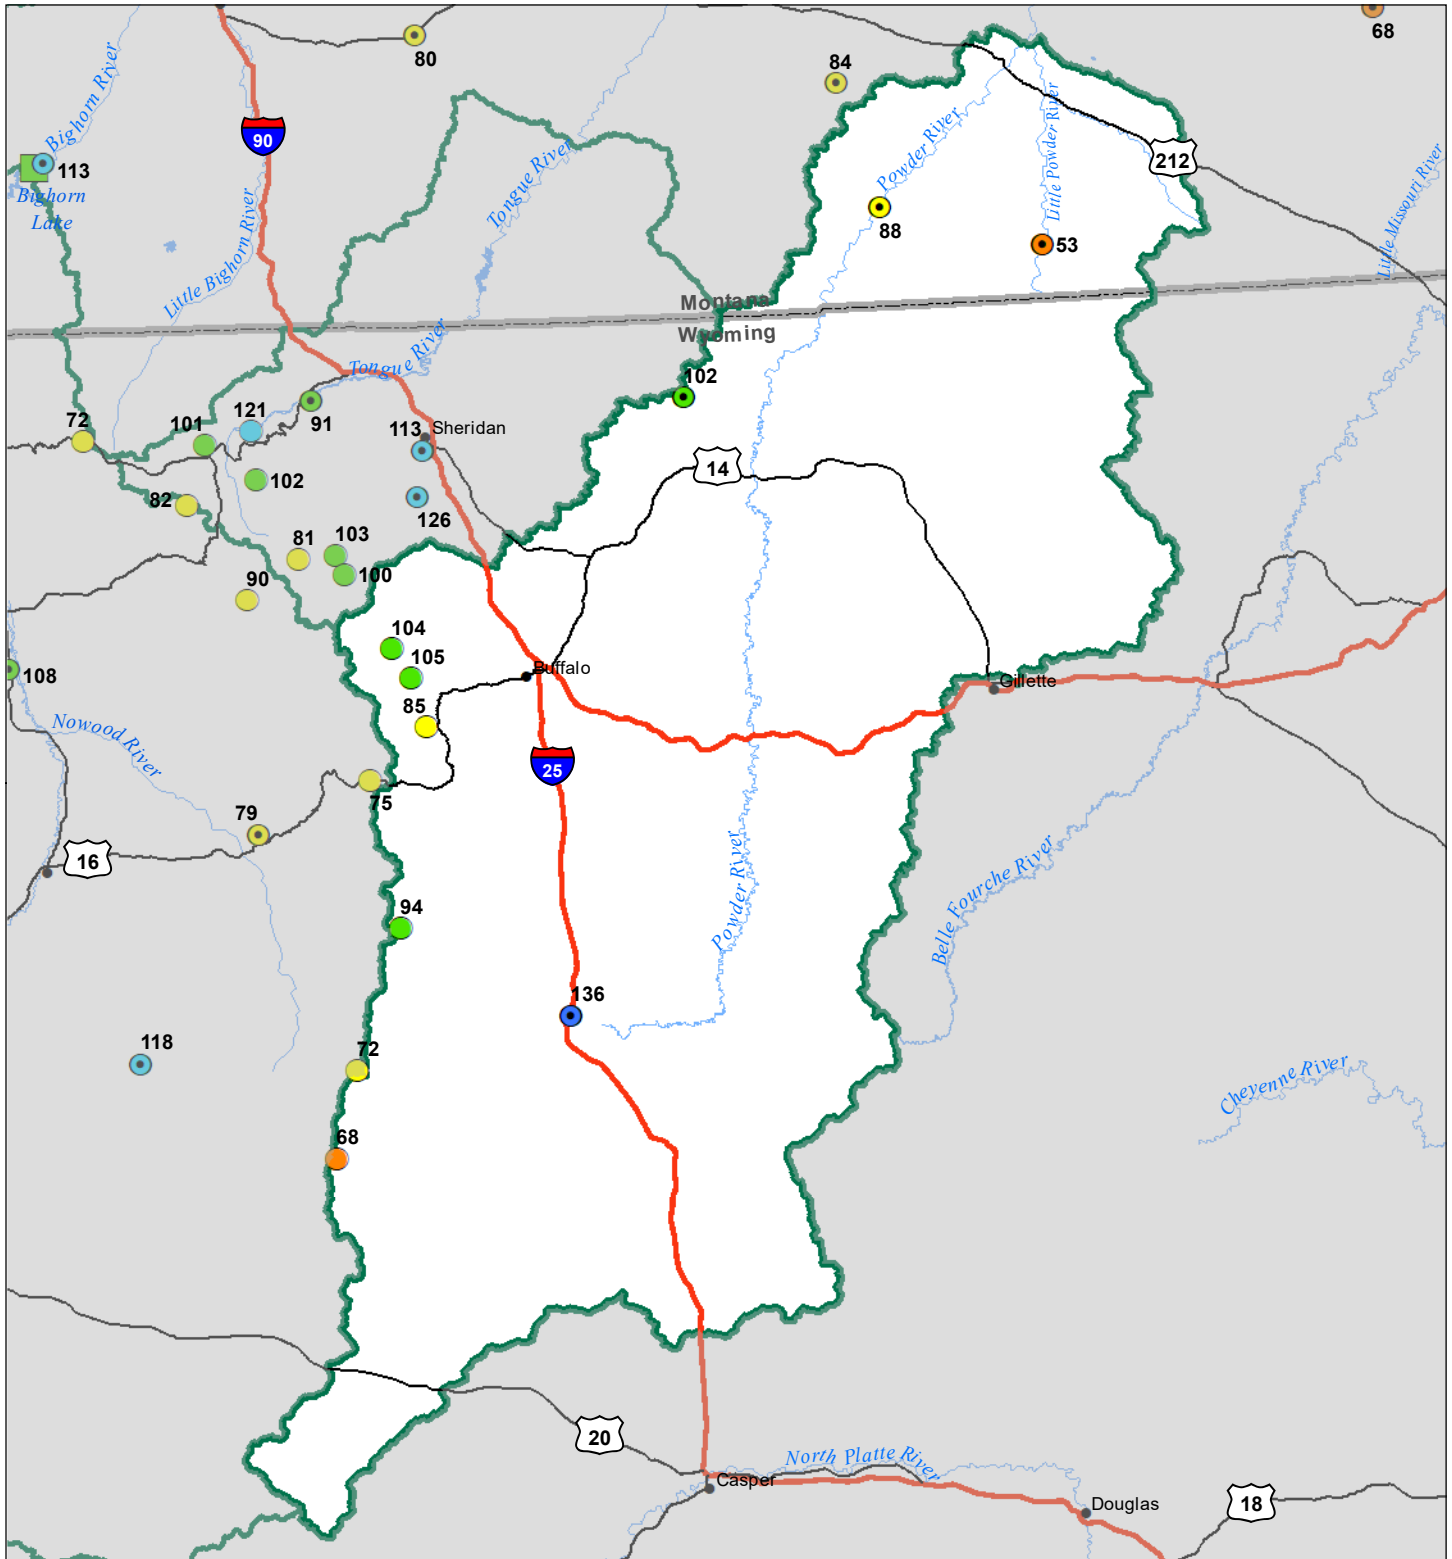 80
68
84
Bighorn River
90
113
Bighorn
Lake
Tongue River
Powder River
Little Powder River
212
Little Missouri River
88
53
Little Bighorn River
Montana
Wyoming
Tongue River
102
91
72
101
121
113
Sheridan
102
14
82
126
81
103
100
90
104
105
Buffalo
108
Gillette
85
Nowood River
25
75
79
16
Powder River
Belle Fourche River
94
136
118
72
Cheyenne River
68
20
North Platte River
Casper
Douglas
18